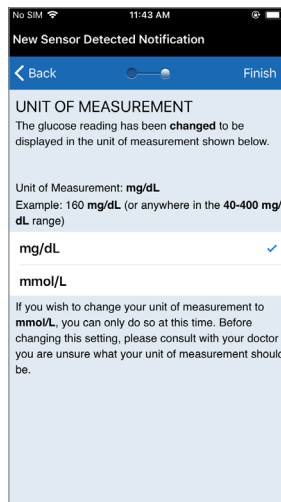 No SIM 11:43 AM
New Sensor Detected Notification
Back Finish
UNIT OF MEASUREMENT
The glucose reading has been changed to be
displayed in the unit of measurement shown below.
Unit of Measurement: mg/dL
Example: 160 mg/dL (or anywhere in the 40-400 mg/
dL range)
mg/dL
mmol/L
If you wish to change your unit of measurement to
mmol/L, you can only do so at this time. Before
changing this setting, please consult with your doctor
you are unsure what your unit of measurement should
be.